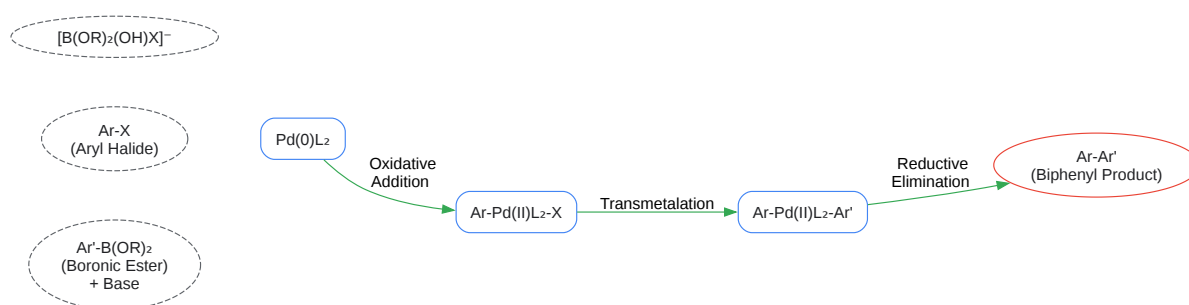 [B(OR)₂(OH)X]⁻
Ar-X
(Aryl Halide)
Ar'-B(OR)₂
(Boronic Ester)
+ Base
Pd(0)L₂
Oxidative
Addition
Ar-Pd(II)L₂-X
Transmetalation
Ar-Pd(II)L₂-Ar'
Reductive
Elimination
Ar-Ar'
(Biphenyl Product)